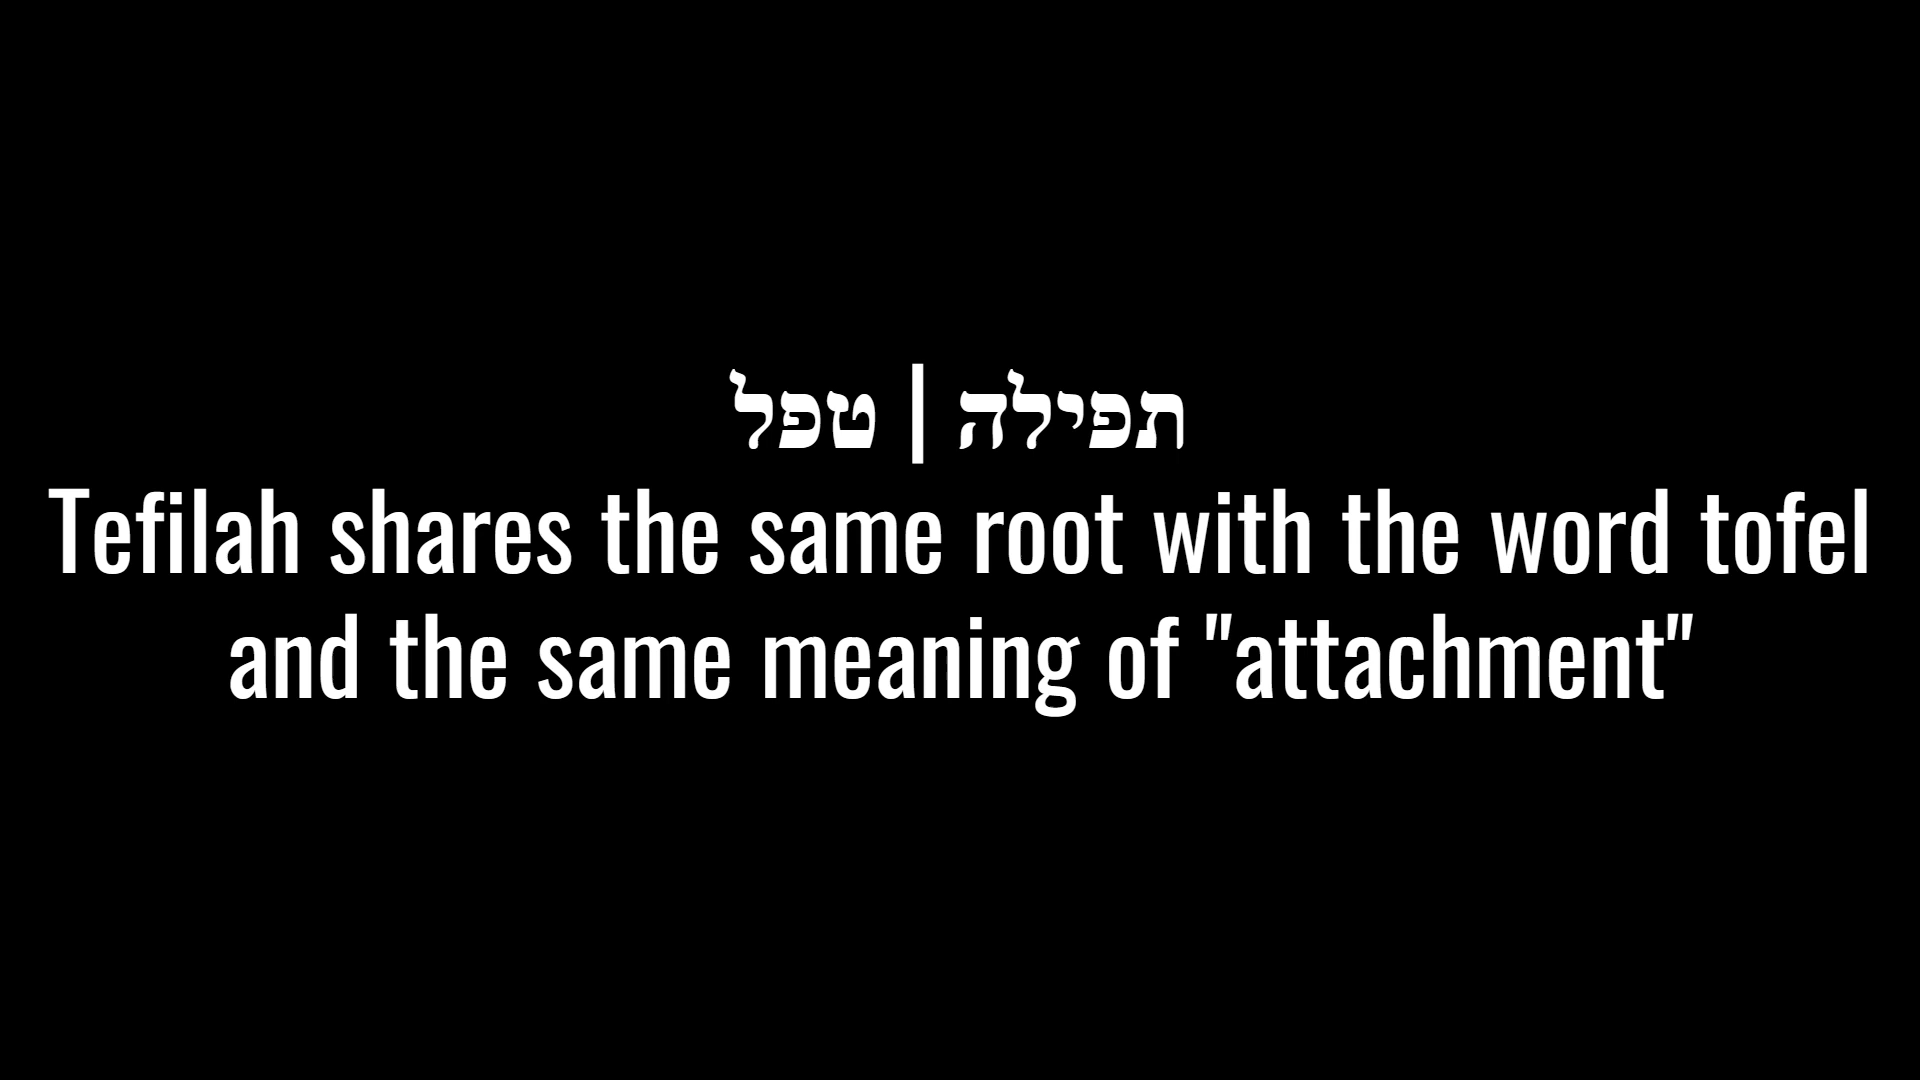 תפילה | טפל
Tefilah shares the same root with the word tofel
and the same meaning of "attachment"